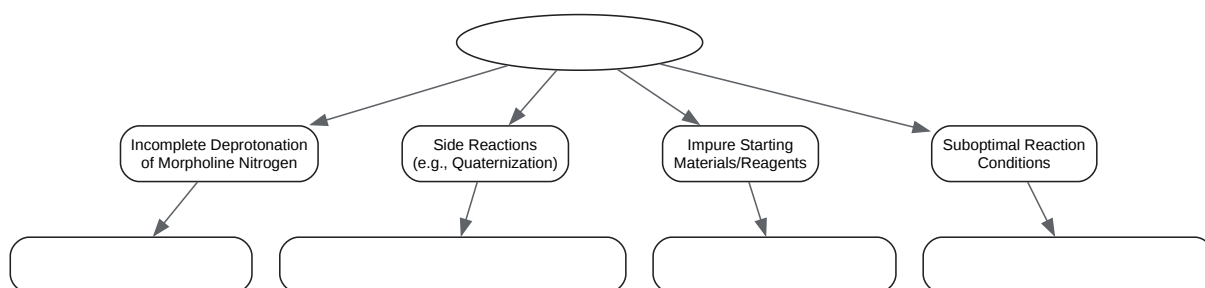 Incomplete Deprotonation
of Morpholine Nitrogen
Side Reactions
(e.g., Quaternization)
Impure Starting
Materials/Reagents
Suboptimal Reaction
Conditions